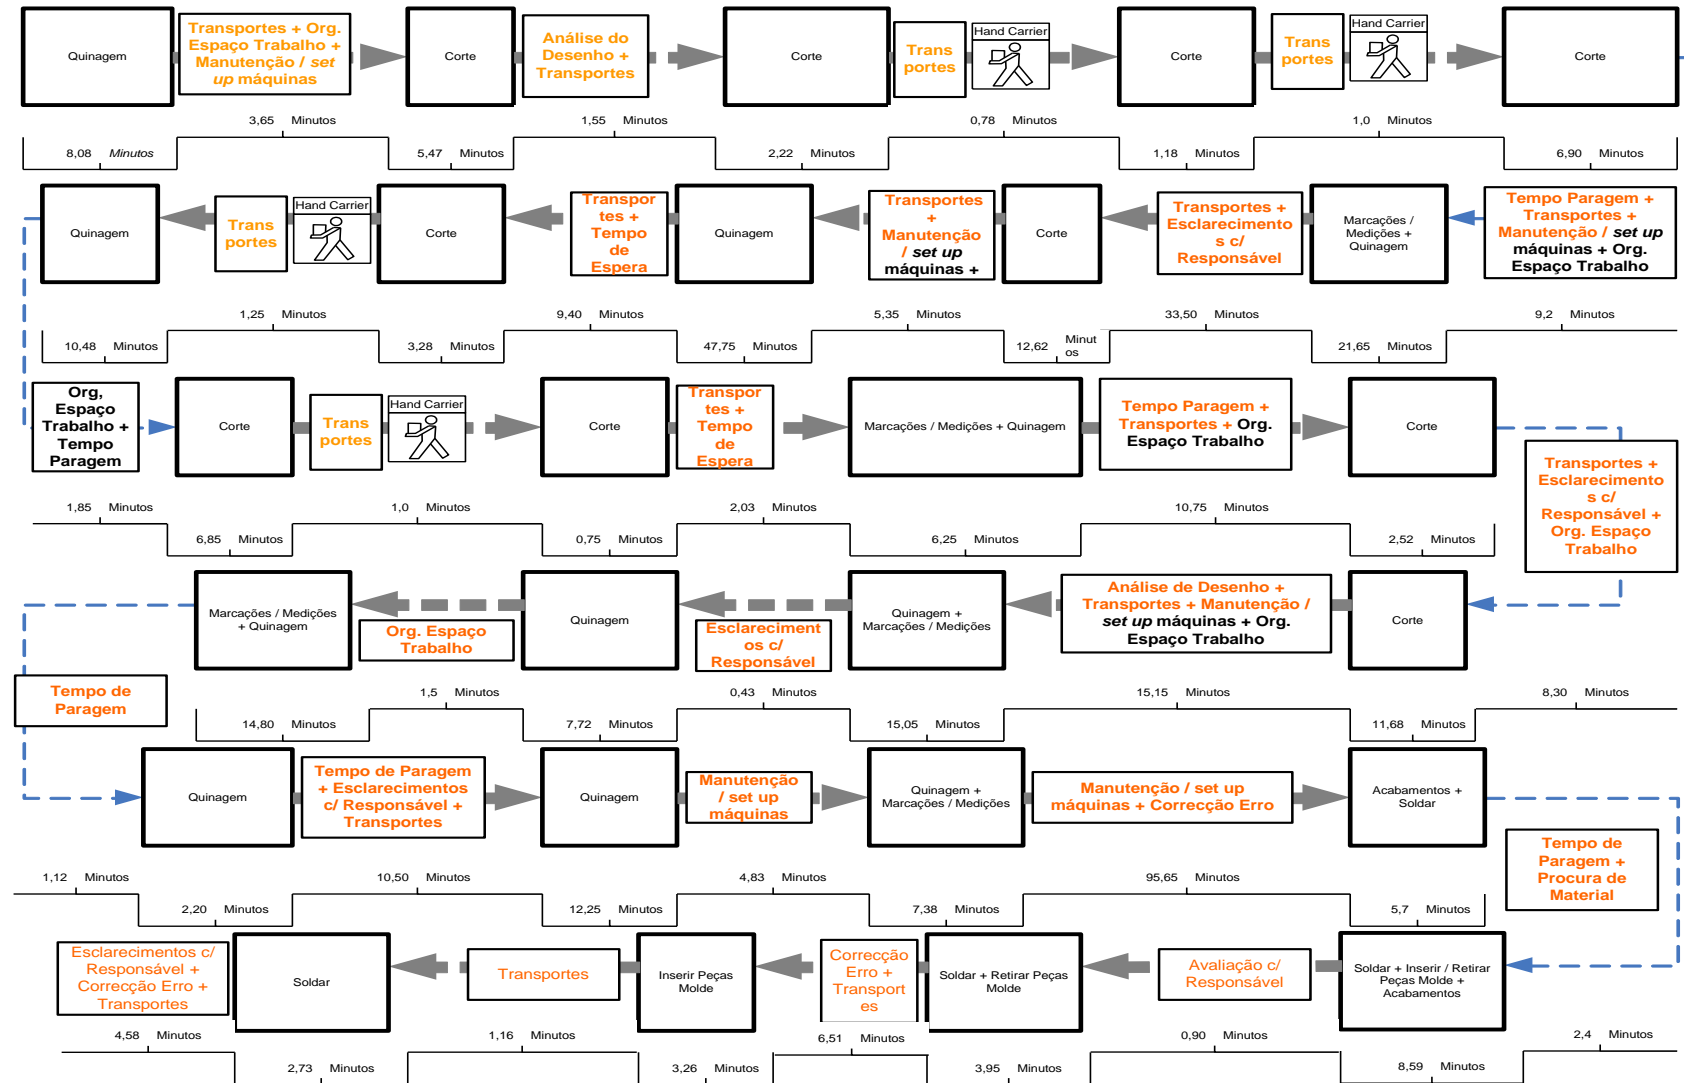 Quinagem
Transportes + Org.
Espaço Trabalho +
Manutenção / set
up máquinas
Corte
Análise do
Desenho +
Transportes
Corte
Trans
portes
Hand Carrier
Corte
Trans
portes
Hand Carrier
Corte
3,65 Minutos
1,55 Minutos
0,78 Minutos
1,0 Minutos
8,08 Minutos
5,47 Minutos
2,22 Minutos
1,18 Minutos
6,90 Minutos
Quinagem
Trans
portes
Hand Carrier
Corte
Transpor
tes +
Tempo
de
Espera
Quinagem
Transportes
+
Manutenção
/ set up
máquinas +
Corte
Transportes +
Esclarecimento
s c/
Responsável
Marcações /
Medições +
Quinagem
Tempo Paragem +
Transportes +
Manutenção / set up
máquinas + Org.
Espaço Trabalho
1,25 Minutos
9,40 Minutos
5,35 Minutos
33,50 Minutos
9,2 Minutos
10,48 Minutos
3,28 Minutos
47,75 Minutos
12,62 Minut
os
21,65 Minutos
Org,
Espaço
Trabalho +
Tempo
Paragem
Corte
Trans
portes
Hand Carrier
Corte
Transpor
tes +
Tempo
de
Espera
Marcações / Medições + Quinagem
Tempo Paragem +
Transportes + Org.
Espaço Trabalho
Corte
Transportes +
Esclarecimento
s c/
Responsável +
Org. Espaço
Trabalho
1,85 Minutos
1,0 Minutos
2,03 Minutos
10,75 Minutos
6,85 Minutos
0,75 Minutos
6,25 Minutos
2,52 Minutos
Marcações / Medições
+ Quinagem
Org. Espaço
Trabalho
Quinagem
Esclareciment
os c/
Responsável
Quinagem +
Marcações / Medições
Análise de Desenho +
Transportes + Manutenção /
set up máquinas + Org.
Espaço Trabalho
Corte
Tempo de
Paragem
1,5 Minutos
0,43 Minutos
15,15 Minutos
8,30 Minutos
14,80 Minutos
7,72 Minutos
15,05 Minutos
11,68 Minutos
Quinagem
Tempo de Paragem
+ Esclarecimentos
c/ Responsável +
Transportes
Quinagem
Manutenção
/ set up
máquinas
Quinagem +
Marcações / Medições
Manutenção / set up
máquinas + Correcção Erro
Acabamentos +
Soldar
Tempo de
Paragem +
Procura de
Material
1,12 Minutos
10,50 Minutos
4,83 Minutos
95,65 Minutos
2,20 Minutos
12,25 Minutos
7,38 Minutos
5,7 Minutos
Esclarecimentos c/
Responsável +
Correcção Erro +
Transportes
Soldar
Transportes
Inserir Peças
Molde
Correcção
Erro +
Transport
es
Soldar + Retirar Peças
Molde
Avaliação c/
Responsável
Soldar + Inserir / Retirar
Peças Molde +
Acabamentos
4,58 Minutos
1,16 Minutos
6,51 Minutos
0,90 Minutos
2,4 Minutos
2,73 Minutos
3,26 Minutos
3,95 Minutos
8,59 Minutos